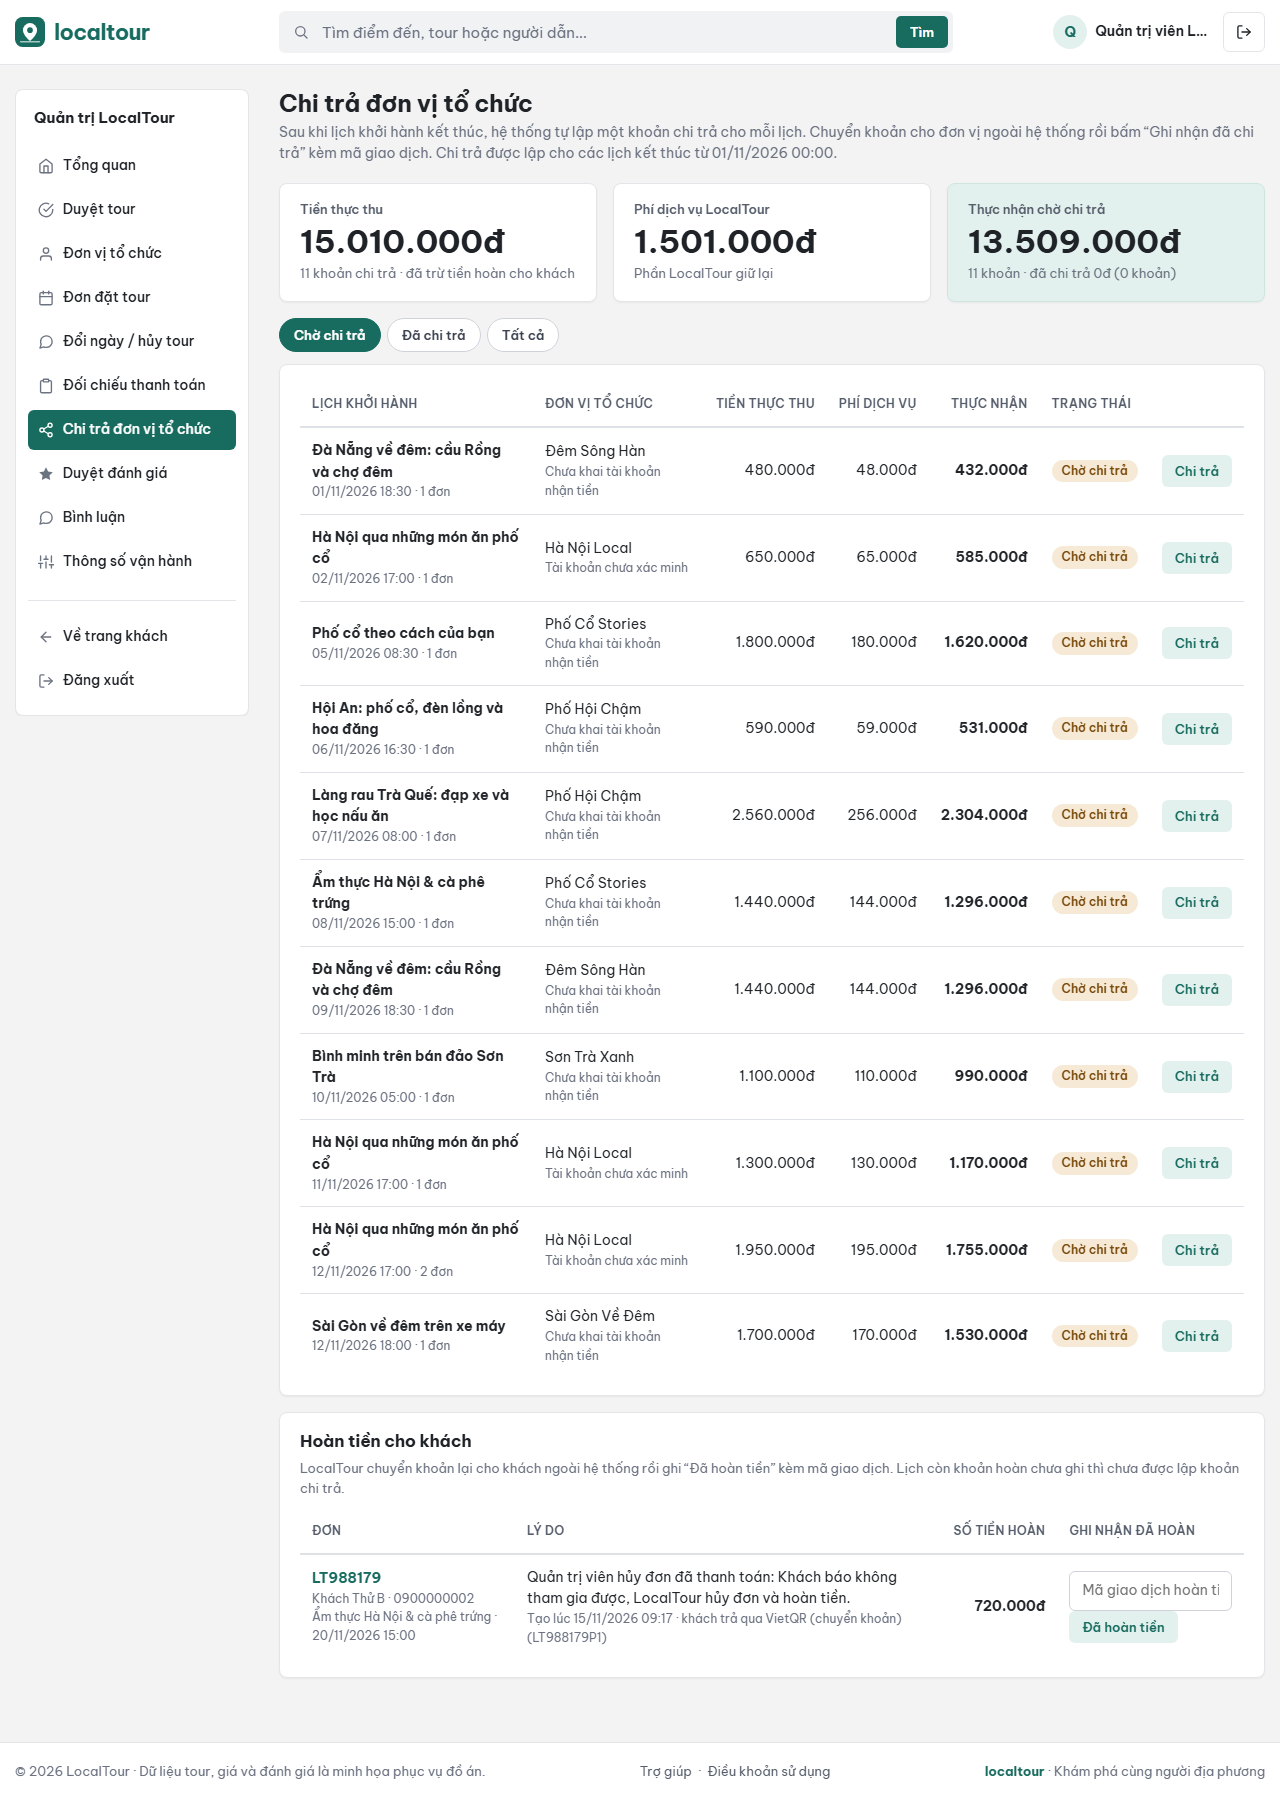 localtour
Tìm điểm đến, tour hoặc người dẫn...
Tìm
Q
Quản trị viên L...
Quản trị LocalTour
Tổng quan
Duyệt tour
Đơn vị tổ chức
Đơn đặt tour
Đổi ngày / hủy tour
Đối chiếu thanh toán
Chi trả đơn vị tổ chức
Duyệt đánh giá
Bình luận
Thông số vận hành
Về trang khách
Đăng xuất
Chi trả đơn vị tổ chức
Sau khi lịch khởi hành kết thúc, hệ thống tự lập một khoản chi trả cho mỗi lịch. Chuyển khoản cho đơn vị ngoài hệ thống rồi bấm “Ghi nhận đã chi
trả” kèm mã giao dịch. Chi trả được lập cho các lịch kết thúc từ 01/11/2026 00:00.
Tiền thực thu
15.010.000đ
11 khoản chi trả · đã trừ tiền hoàn cho khách
Phí dịch vụ LocalTour
1.501.000đ
Phần LocalTour giữ lại
Thực nhận chờ chi trả
13.509.000đ
11 khoản · đã chi trả 0đ (0 khoản)
Chờ chi trả
Đã chi trả
Tất cả
LỊCH KHỞI HÀNH ĐƠN VỊ TỔ CHỨC TIỀN THỰC THU PHÍ DỊCH VỤ THỰC NHẬN TRẠNG THÁI
Đà Nẵng về đêm: cầu Rồng
và chợ đêm
01/11/2026 18:30 · 1 đơn
Đêm Sông Hàn
Chưa khai tài khoản
nhận tiền
480.000đ 48.000đ 432.000đ Chờ chi trả Chi trả
Hà Nội qua những món ăn phố
cổ
02/11/2026 17:00 · 1 đơn
Hà Nội Local
Tài khoản chưa xác minh
650.000đ 65.000đ 585.000đ Chờ chi trả Chi trả
Phố cổ theo cách của bạn
05/11/2026 08:30 · 1 đơn
Phố Cổ Stories
Chưa khai tài khoản
nhận tiền
1.800.000đ 180.000đ 1.620.000đ Chờ chi trả Chi trả
Hội An: phố cổ, đèn lồng và
hoa đăng
06/11/2026 16:30 · 1 đơn
Phố Hội Chậm
Chưa khai tài khoản
nhận tiền
590.000đ 59.000đ 531.000đ Chờ chi trả Chi trả
Làng rau Trà Quế: đạp xe và
học nấu ăn
07/11/2026 08:00 · 1 đơn
Phố Hội Chậm
Chưa khai tài khoản
nhận tiền
2.560.000đ 256.000đ 2.304.000đ Chờ chi trả Chi trả
Ẩm thực Hà Nội & cà phê
trứng
08/11/2026 15:00 · 1 đơn
Phố Cổ Stories
Chưa khai tài khoản
nhận tiền
1.440.000đ 144.000đ 1.296.000đ Chờ chi trả Chi trả
Đà Nẵng về đêm: cầu Rồng
và chợ đêm
09/11/2026 18:30 · 1 đơn
Đêm Sông Hàn
Chưa khai tài khoản
nhận tiền
1.440.000đ 144.000đ 1.296.000đ Chờ chi trả Chi trả
Bình minh trên bán đảo Sơn
Trà
10/11/2026 05:00 · 1 đơn
Sơn Trà Xanh
Chưa khai tài khoản
nhận tiền
1.100.000đ 110.000đ 990.000đ Chờ chi trả Chi trả
Hà Nội qua những món ăn phố
cổ
11/11/2026 17:00 · 1 đơn
Hà Nội Local
Tài khoản chưa xác minh
1.300.000đ 130.000đ 1.170.000đ Chờ chi trả Chi trả
Hà Nội qua những món ăn phố
cổ
12/11/2026 17:00 · 2 đơn
Hà Nội Local
Tài khoản chưa xác minh
1.950.000đ 195.000đ 1.755.000đ Chờ chi trả Chi trả
Sài Gòn về đêm trên xe máy
12/11/2026 18:00 · 1 đơn
Sài Gòn Về Đêm
Chưa khai tài khoản
nhận tiền
1.700.000đ 170.000đ 1.530.000đ Chờ chi trả Chi trả
Hoàn tiền cho khách
LocalTour chuyển khoản lại cho khách ngoài hệ thống rồi ghi “Đã hoàn tiền” kèm mã giao dịch. Lịch còn khoản hoàn chưa ghi thì chưa được lập khoản
chi trả.
ĐƠN LÝ DO SỐ TIỀN HOÀN GHI NHẬN ĐÃ HOÀN
LT988179
Khách Thử B · 0900000002
Ẩm thực Hà Nội & cà phê trứng ·
20/11/2026 15:00
Quản trị viên hủy đơn đã thanh toán: Khách báo không
tham gia được, LocalTour hủy đơn và hoàn tiền.
Tạo lúc 15/11/2026 09:17 · khách trả qua VietQR (chuyển khoản)
(LT988179P1)
720.000đ
Mã giao dịch hoàn ti
Đã hoàn tiền
© 2026 LocalTour · Dữ liệu tour, giá và đánh giá là minh họa phục vụ đồ án.
Trợ giúp · Điều khoản sử dụng
localtour · Khám phá cùng người địa phương